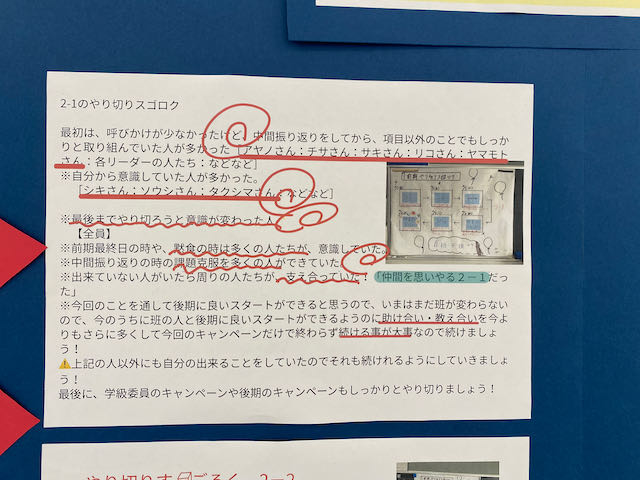 2-1のやり切りスゴロク
最初は、呼びかけが少なかったけど、中間振り返りをしてから、項目以外のことでもしっか
りと取り組んでいた人が多かった［アヤノさん；チサさん；サキさん；リコさん；ヤマモト
さん；各リーダーの人たち；などなど］
※自分から意識していた人が多かった。
［シキさん；ソウシさん；タクシマさん；などなど］
※最後までやり切ろうと意識が変わった人
【全員】
※前期最終日の時や、黙食の時は多くの人たちが、意識していた。
※中間振り返りの時いた課題克服を多くの人ができていた
※出来ていない人がいたら周りの人たちが、支え合っていた！「仲間を思いやる２－１だっ
た」
※今回のことを通して後期に良いスタートができると思うので、いまはまだ班が変わらない
ので、今のうちに班の人と後期に良いスタートができるようのに助け合い・教え合いを今よ
りもさらに多くして今回のキャンペーンだけで終わらず続ける事が大事なので続けましょ
う！
⚠上記の人以外にも自分の出来ることをしていたのでそれも続けれるようにしていきましょ
う！
最後に、学級委員のキャンペーンや後期のキャンペーンもしっかりとやり切りましょう！